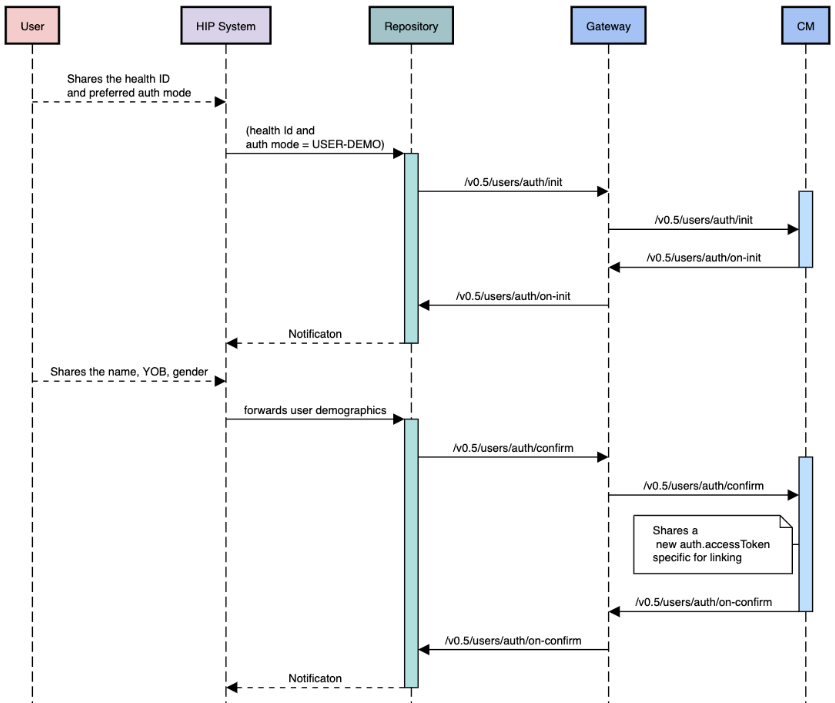 User
HIP System
Repository
Gateway
CM
Shares the health ID
and preferred auth mode
(health Id and
auth mode = USER-DEMO)
/v0.5/users/auth/init
/v0.5/users/auth/init
/v0.5/users/auth/on-init
/v0.5/users/auth/on-init
Notificaton
Shares the name, YOB, gender
forwards user demographics
/v0.5/users/auth/confirm
/v0.5/users/auth/confirm
Shares a
new auth.accessToken
specific for linking
/v0.5/users/auth/on-confirm
/v0.5/users/auth/on-confirm
Notificaton